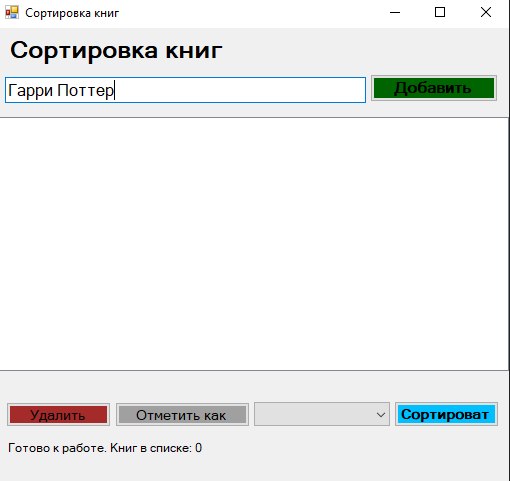 Сортировка книг
Сортировка книг
Гарри Поттер
Добавить
Удалить
Отметить как
Сортироват
Готово к работе. Книг в списке: 0